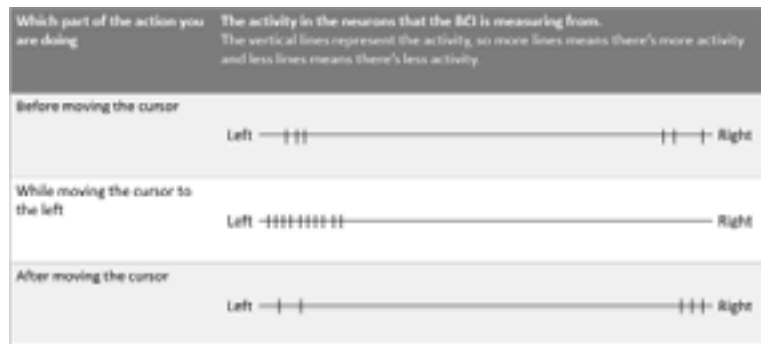 Which part of the action you
are doing
The activity in the neurons that the BCI is measuring from.
The vertical lines represent the activity, so more lines means there's more activity
and less lines means there's less activity.
Before moving the cursor
Left Right
While moving the cursor to
the left
Left Right
After moving the cursor
Left Right